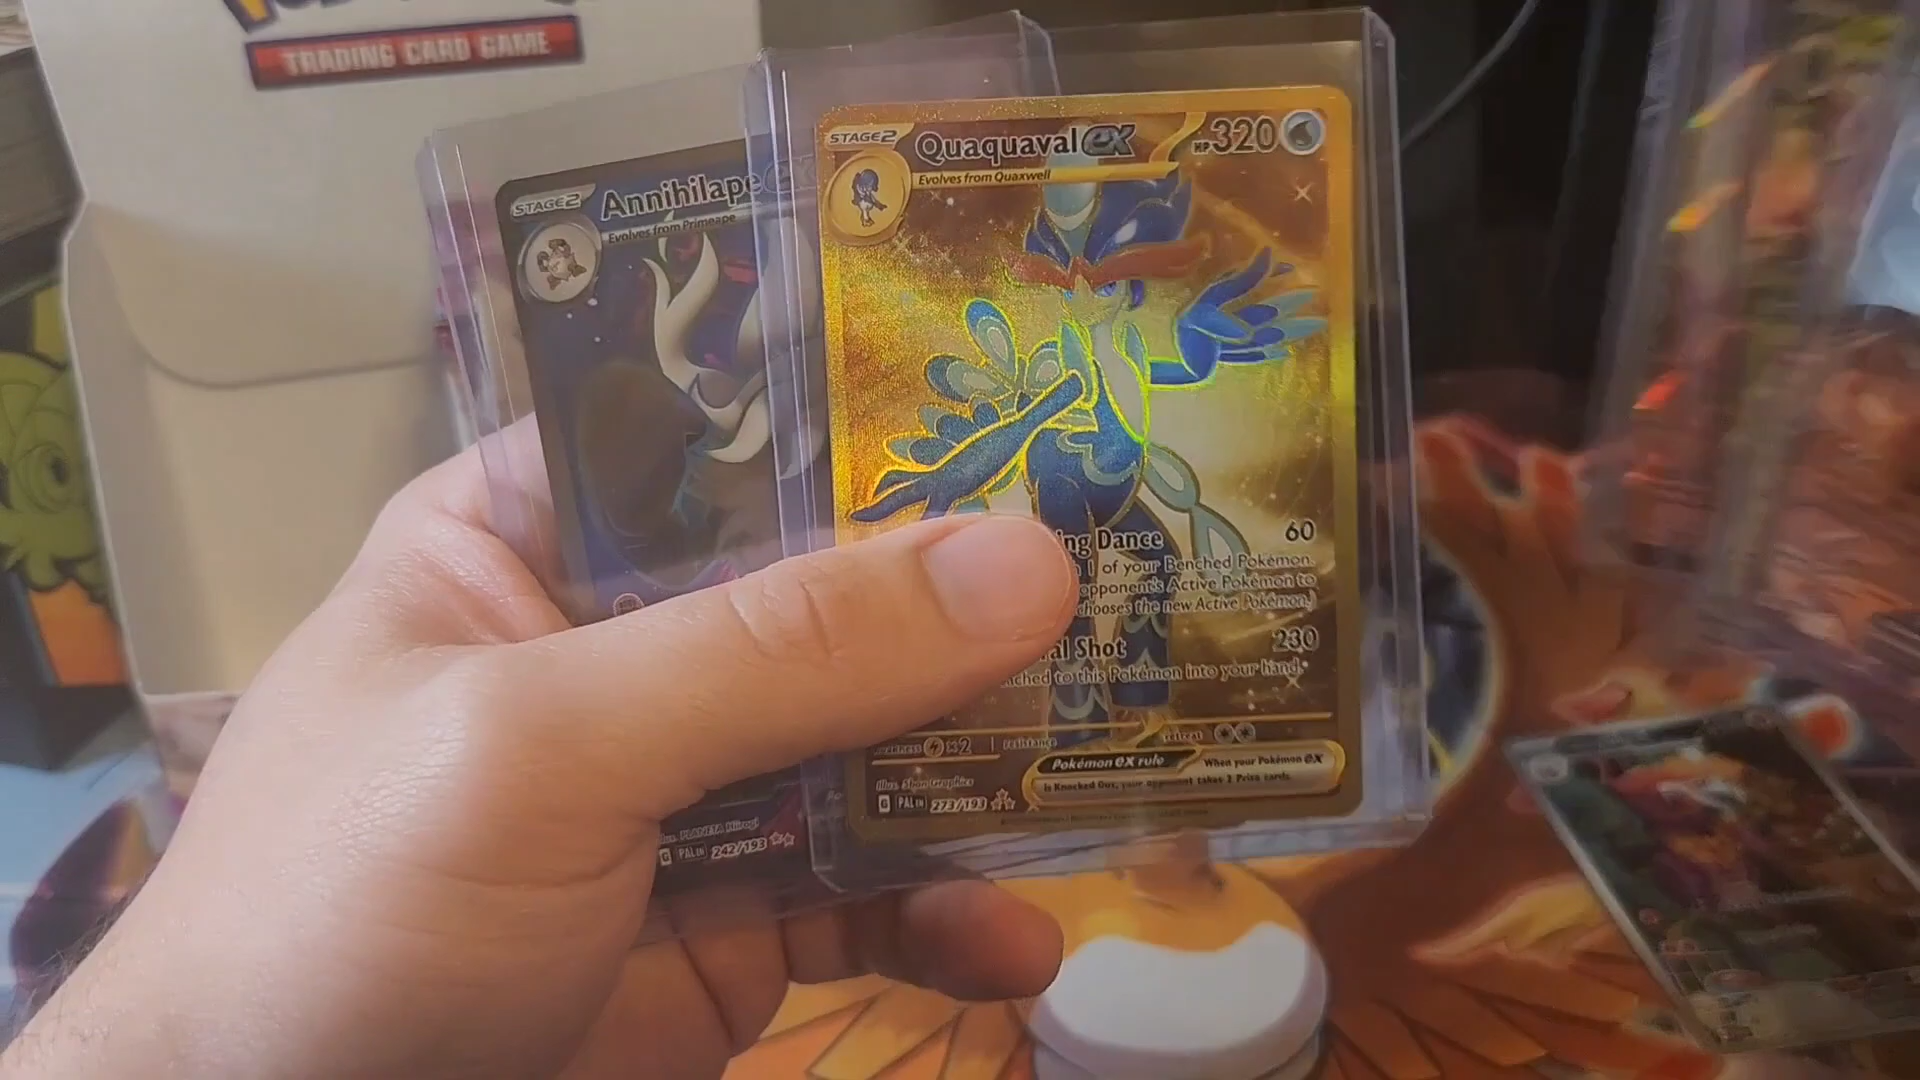 TRADING CARD GAME
STAGE2
Annihilape ex
Evolves from Primeape
PAL EN 242/193
STAGE2
Quaquaval ex
HP 320
Evolves from Quaxwell
ing Dance 60
1 of your Benched Pokémon.
opponent's Active Pokémon to
chooses the new Active Pokémon.)
al Shot 230
ached to this Pokémon into your hand.
x2 resistance retreat
Pokémon ex rule When your Pokémon ex
is Knocked Out, your opponent takes 2 Prize cards.
Illus. Shin Graphics
G PAL EN 273/193